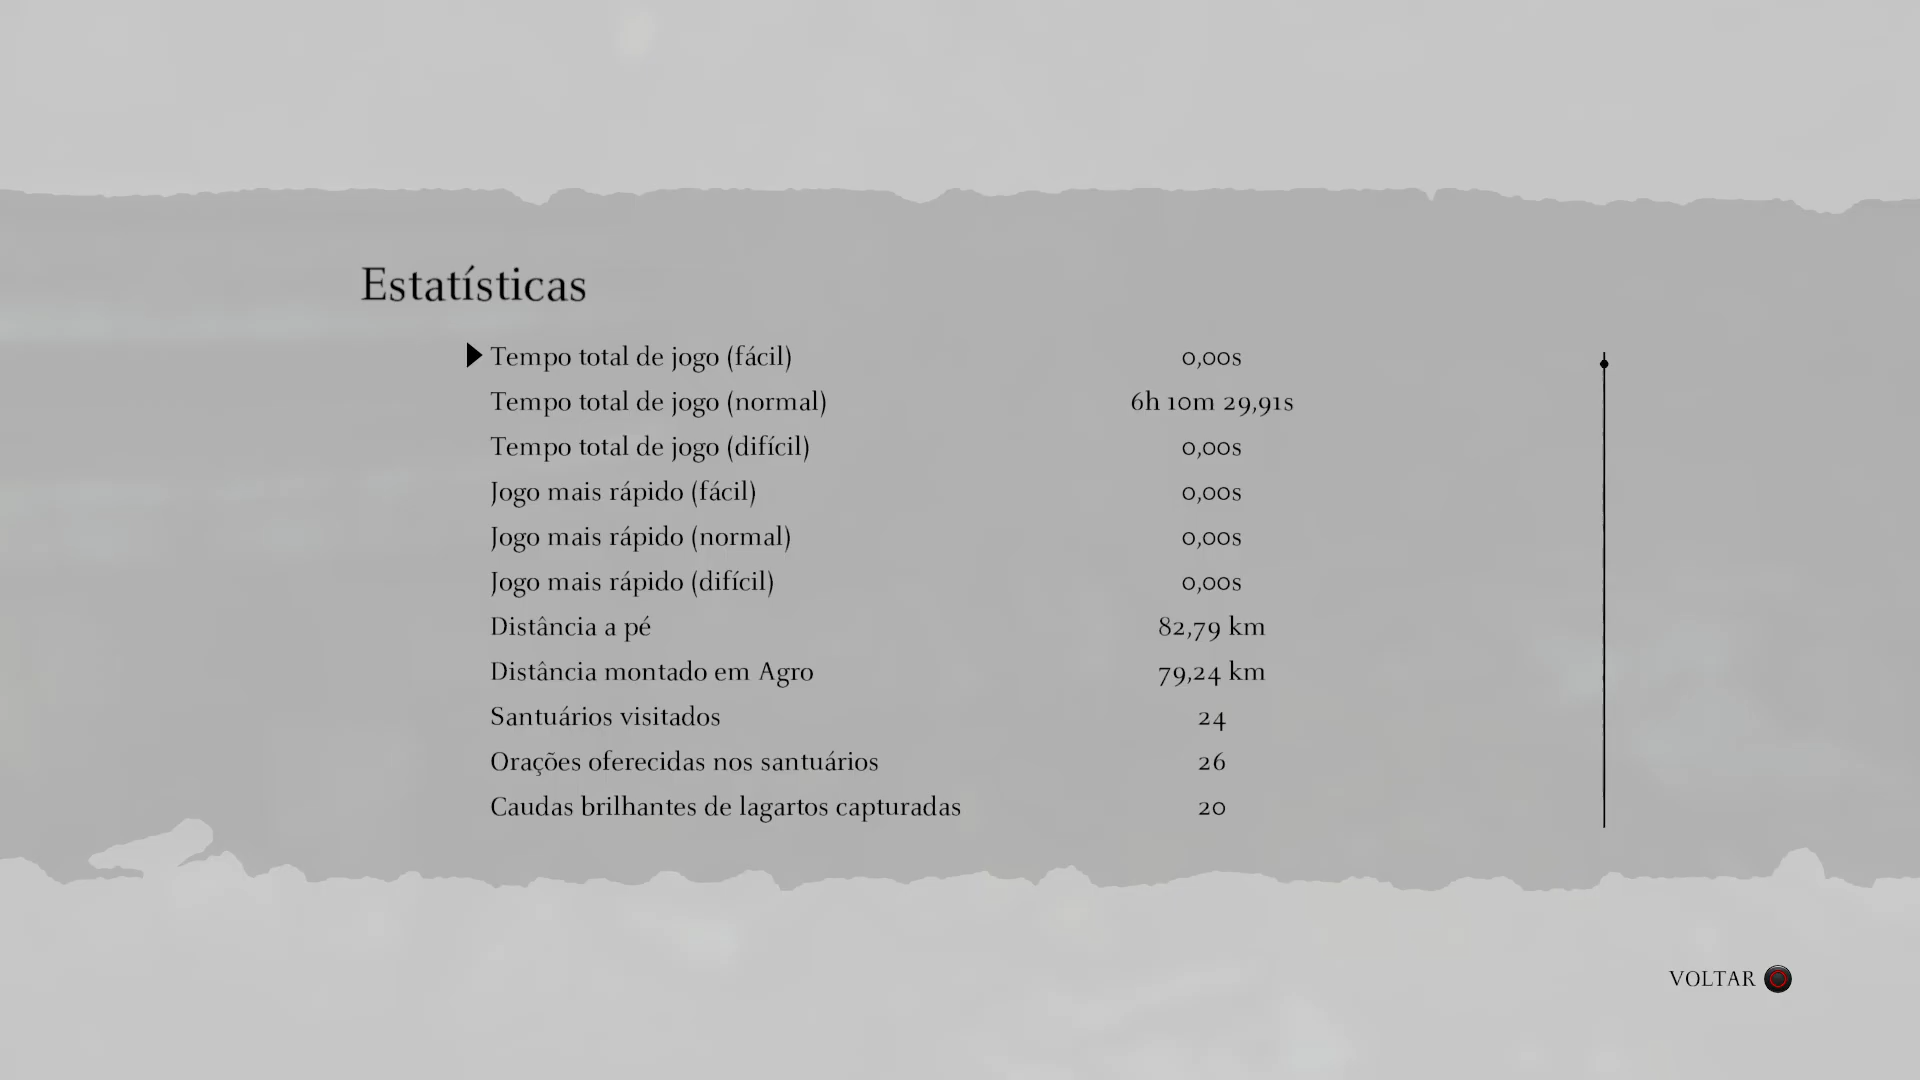 Estatísticas
Tempo total de jogo (fácil) 0,00s
Tempo total de jogo (normal) 6h 10m 29,91s
Tempo total de jogo (difícil) 0,00s
Jogo mais rápido (fácil) 0,00s
Jogo mais rápido (normal) 0,00s
Jogo mais rápido (difícil) 0,00s
Distância a pé 82,79 km
Distância montado em Agro 79,24 km
Santuários visitados 24
Orações oferecidas nos santuários 26
Caudas brilhantes de lagartos capturadas 20
VOLTAR